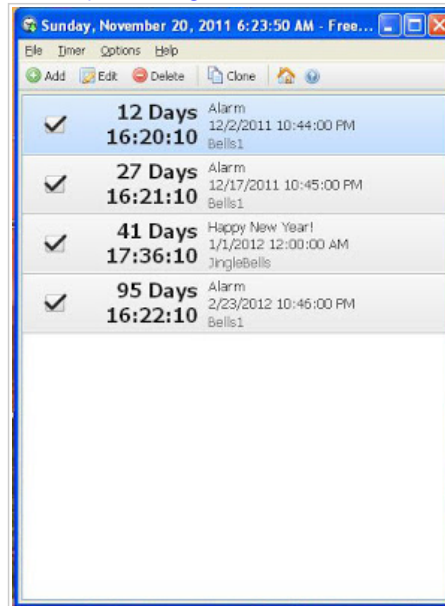 Sunday, November 20, 2011 6:23:50 AM - Free...
File Timer Options Help
Add Edit Delete Clone
12 Days Alarm
16:20:10 12/2/2011 10:44:00 PM
Bells1
27 Days Alarm
16:21:10 12/17/2011 10:45:00 PM
Bells1
41 Days Happy New Year!
17:36:10 1/1/2012 12:00:00 AM
JingleBells
95 Days Alarm
16:22:10 2/23/2012 10:46:00 PM
Bells1